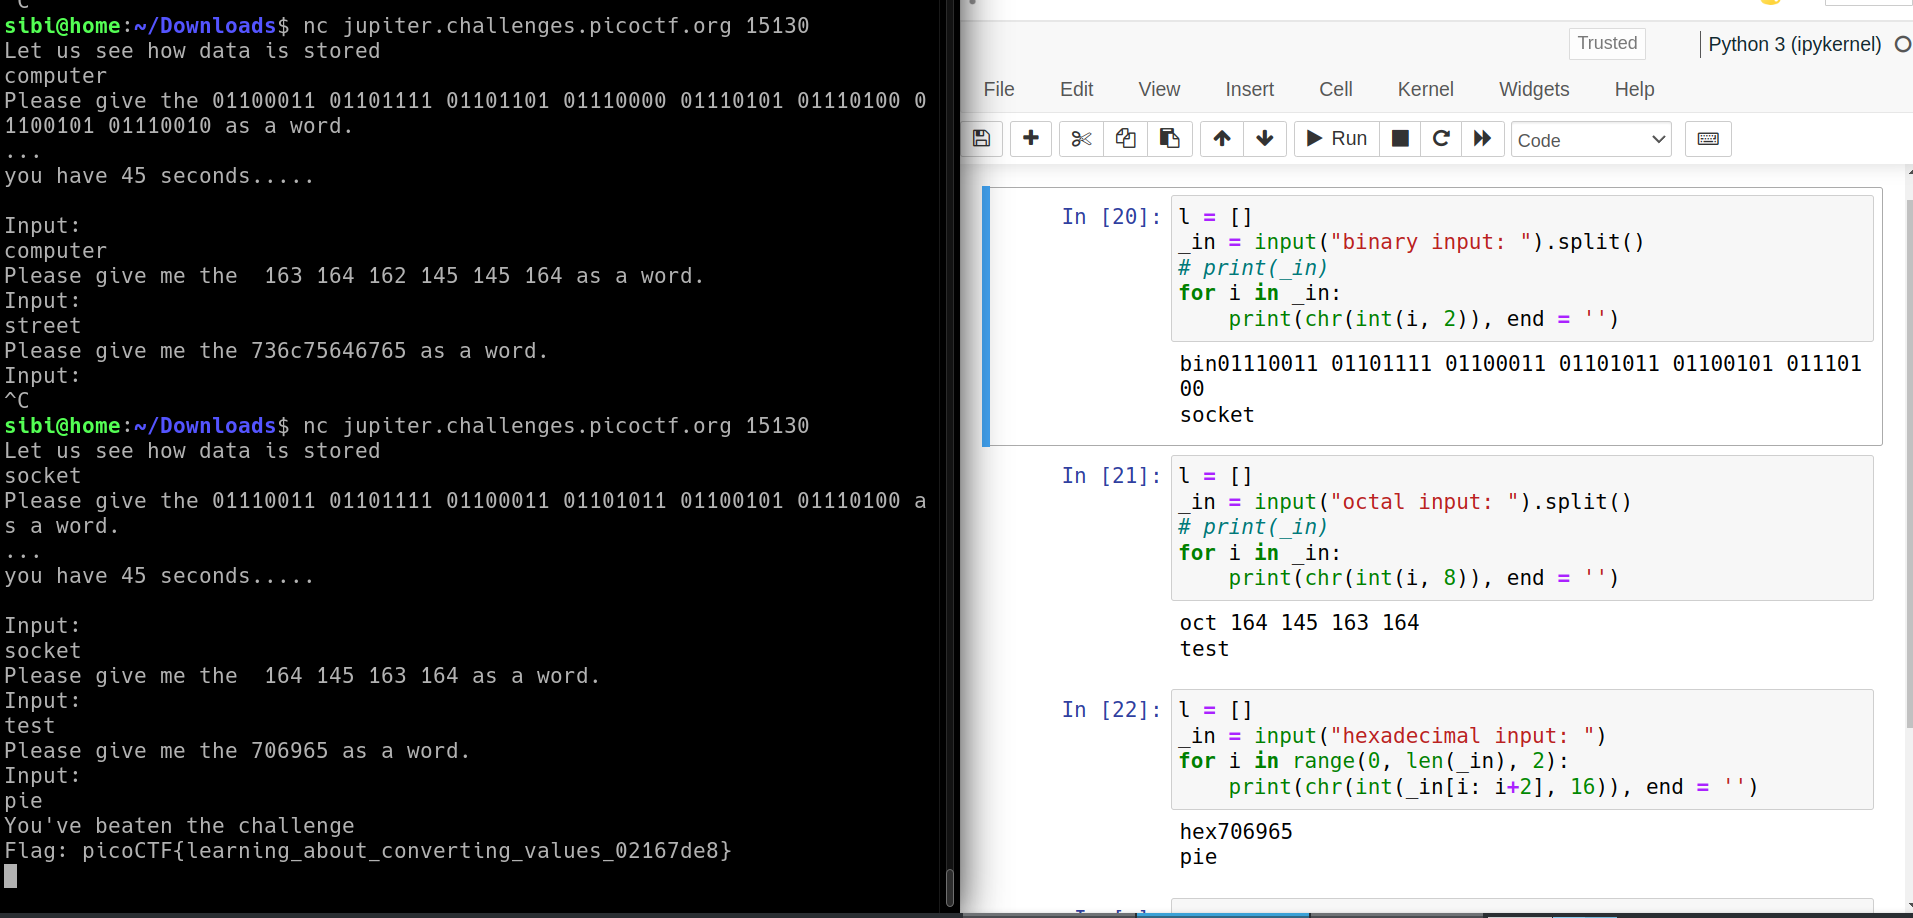 ^C
sibi@home:~/Downloads$ nc jupiter.challenges.picoctf.org 15130
Let us see how data is stored
computer
Please give the 01100011 01101111 01101101 01110000 01110101 01110100 0
1100101 01110010 as a word.
...
you have 45 seconds.....
Input:
computer
Please give me the  163 164 162 145 145 164 as a word.
Input:
street
Please give me the 736c75646765 as a word.
Input:
^C
sibi@home:~/Downloads$ nc jupiter.challenges.picoctf.org 15130
Let us see how data is stored
socket
Please give the 01110011 01101111 01100011 01101011 01100101 01110100 a
s a word.
...
you have 45 seconds.....
Input:
socket
Please give me the  164 145 163 164 as a word.
Input:
test
Please give me the 706965 as a word.
Input:
pie
You've beaten the challenge
Flag: picoCTF{learning_about_converting_values_02167de8}
Trusted
Python 3 (ipykernel)
File Edit View Insert Cell Kernel Widgets Help
Run
Code
In [20]: l = []
_in = input("binary input: ").split()
# print(_in)
for i in _in:
    print(chr(int(i, 2)), end = '')
bin01110011 01101111 01100011 01101011 01100101 011101
00
socket
In [21]: l = []
_in = input("octal input: ").split()
# print(_in)
for i in _in:
    print(chr(int(i, 8)), end = '')
oct 164 145 163 164
test
In [22]: l = []
_in = input("hexadecimal input: ")
for i in range(0, len(_in), 2):
    print(chr(int(_in[i: i+2], 16)), end = '')
hex706965
pie